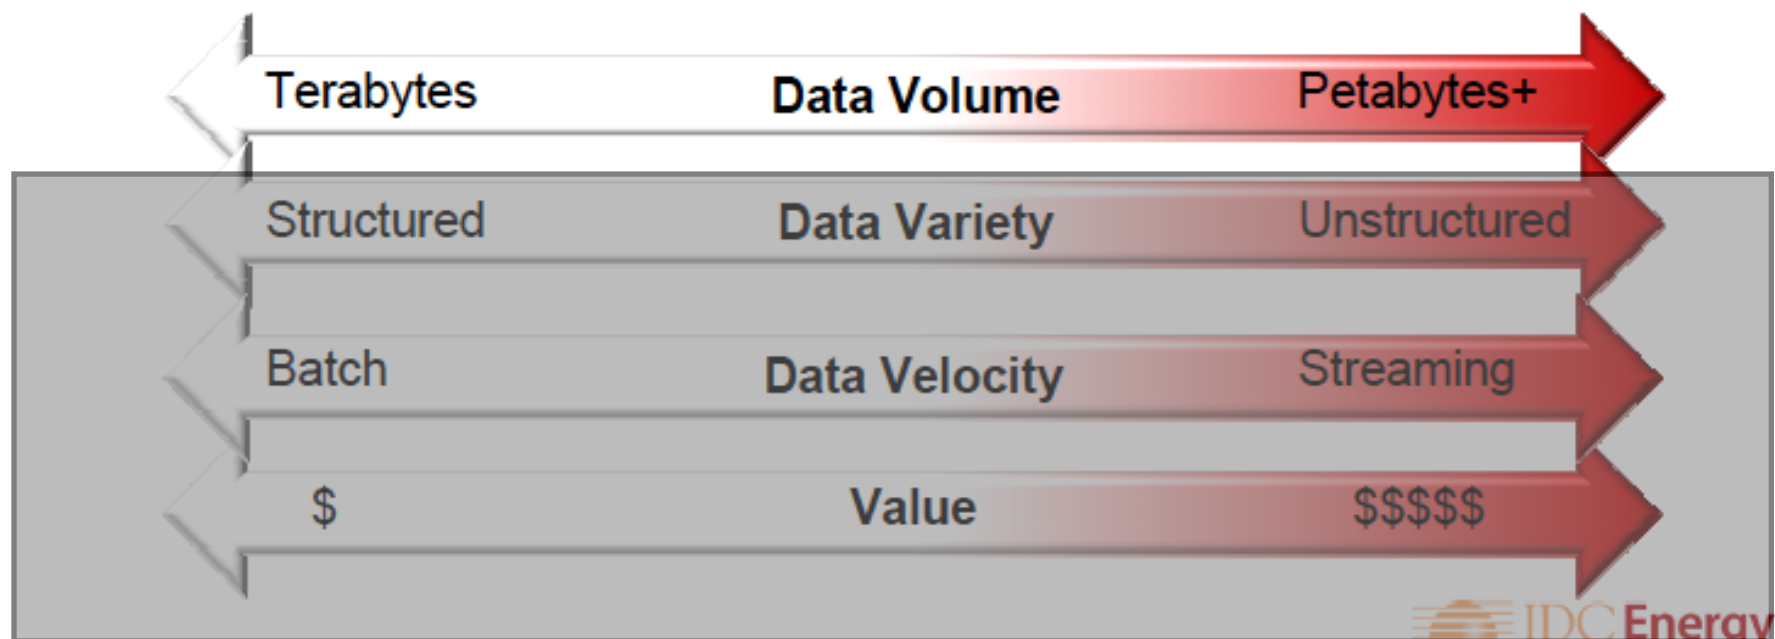 Terabytes Data Volume Petabytes+
Structured Data Variety Unstructured
Batch Data Velocity Streaming
$ Value $$$$$
IDC Energy